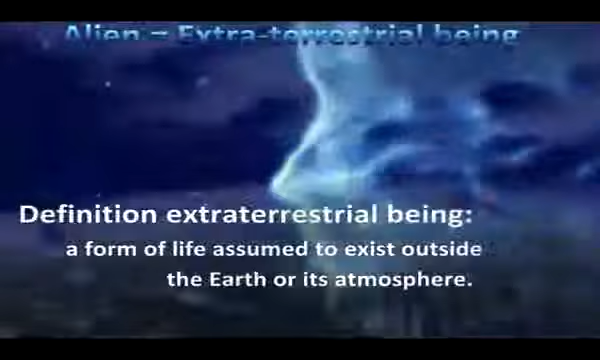 Alien = Extra-terrestrial being
Definition extraterrestrial being:
a form of life assumed to exist outside
the Earth or its atmosphere.